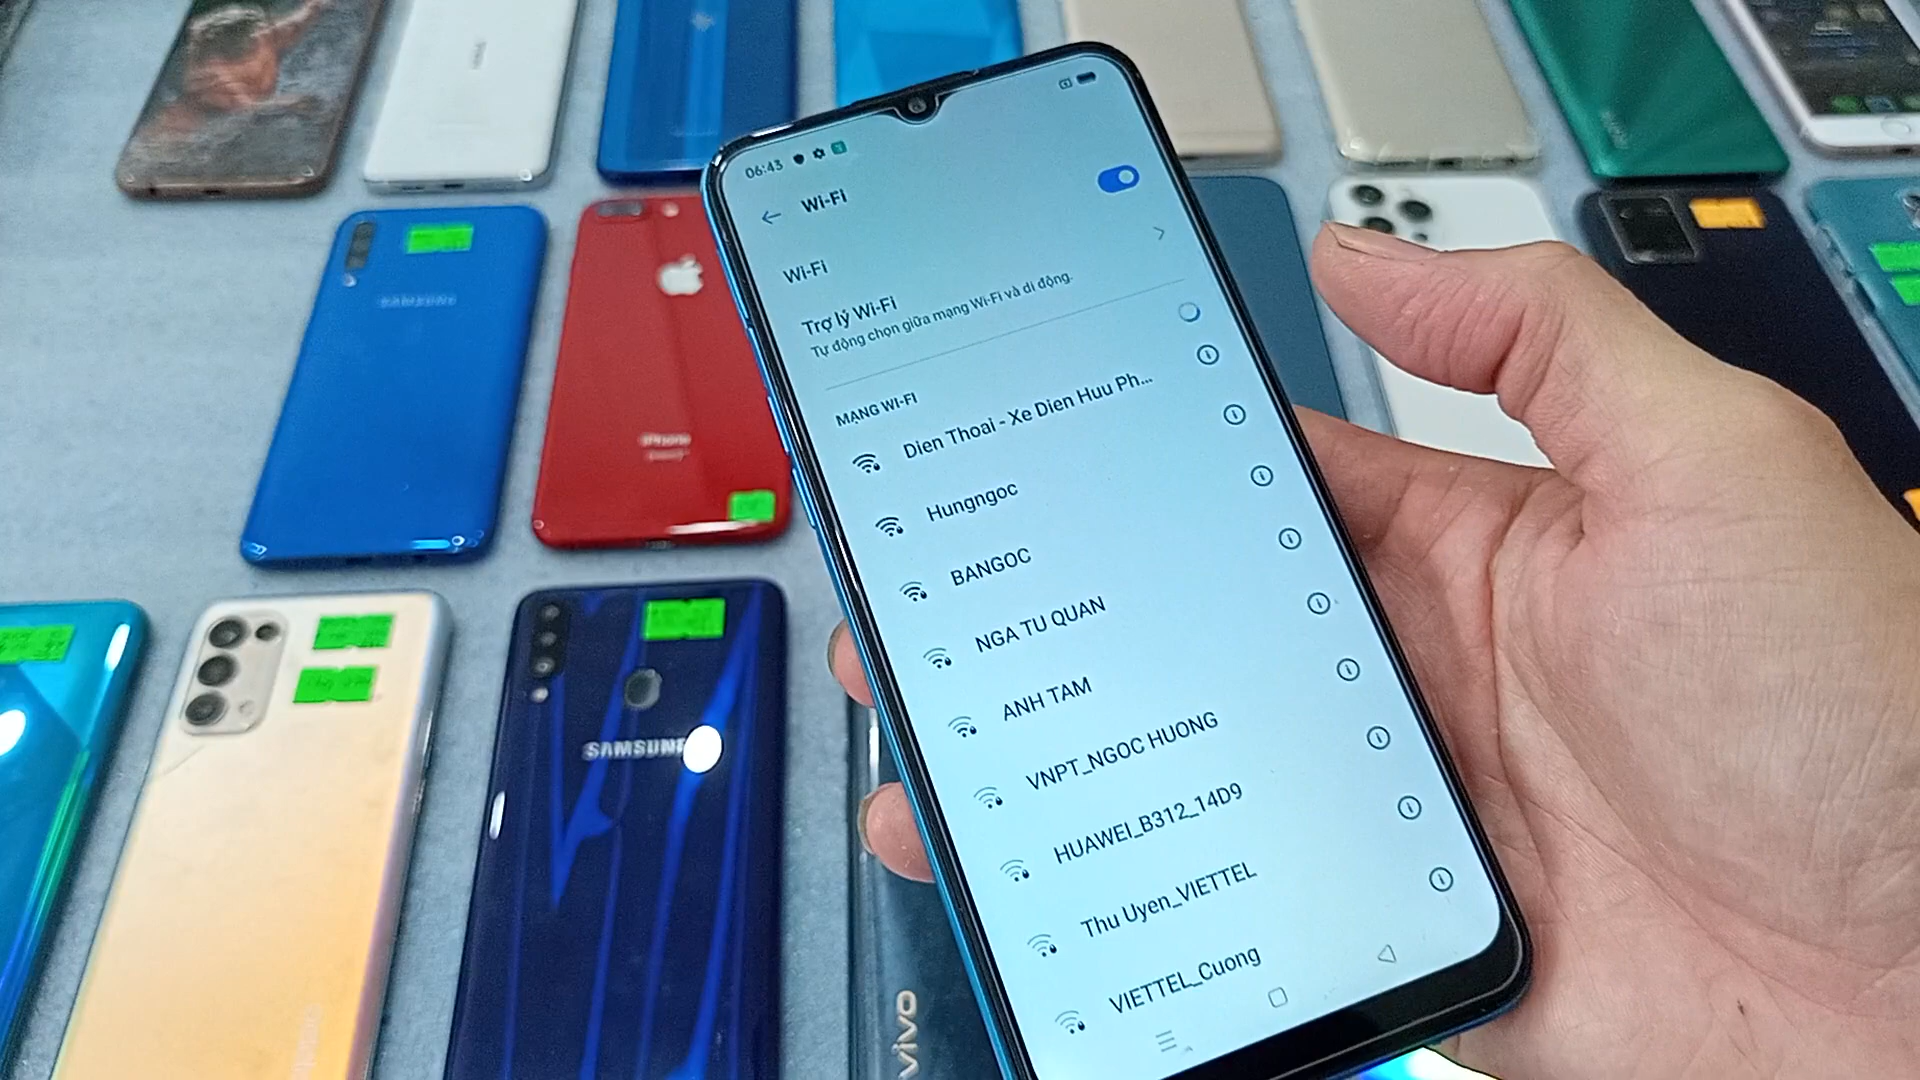 06:43
Wi-Fi
Wi-Fi
Trợ lý Wi-Fi
Tự động chọn giữa mạng Wi-Fi và di động.
MẠNG WI-FI
Dien Thoai - Xe Dien Huu Ph...
Hungngoc
BANGOC
NGA TU QUAN
ANH TAM
VNPT_NGOC HUONG
HUAWEI_B312_14D9
Thu Uyen_VIETTEL
VIETTEL_Cuong
SAMSUNG
iPhone
SAMSUNG
vivo